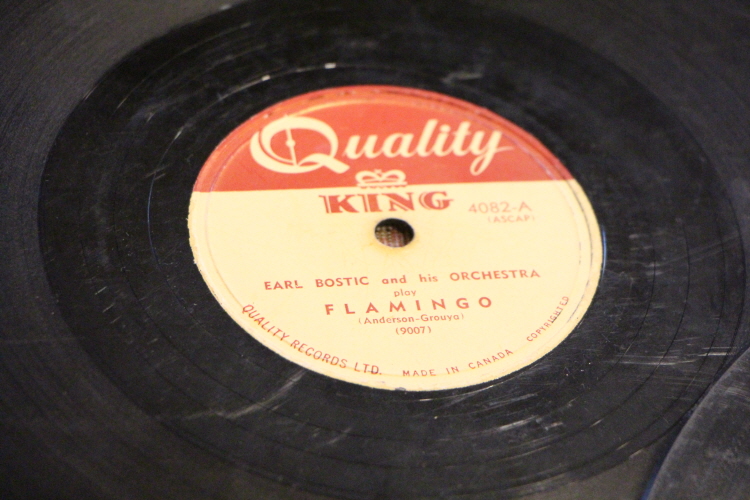 Quality
KING
4082-A
(ASCAP)
EARL BOSTIC and his ORCHESTRA
play
FLAMINGO
(Anderson-Grouya)
(9007)
QUALITY RECORDS LTD. MADE IN CANADA COPYRIGHTED